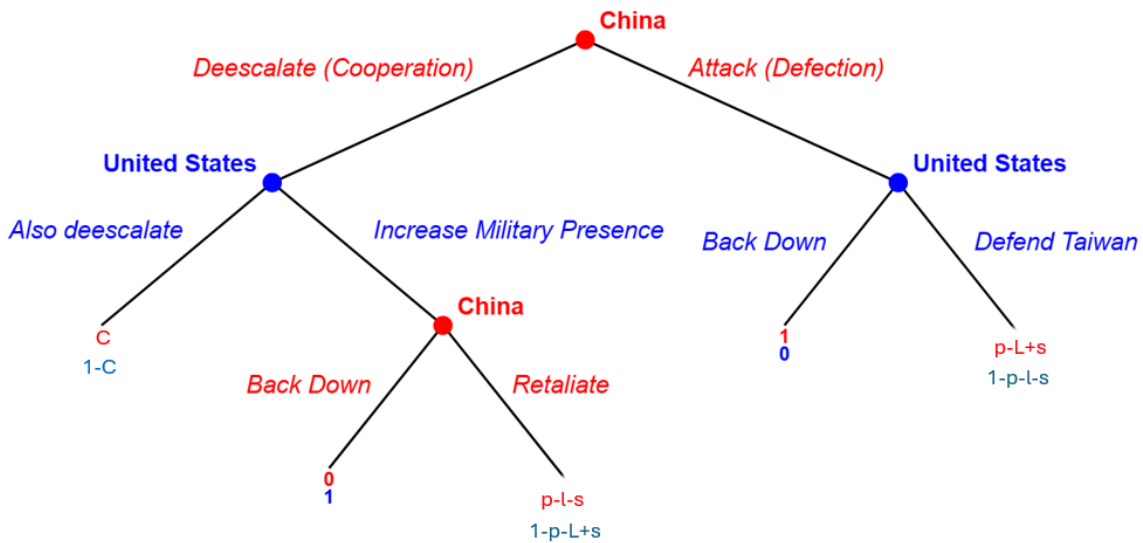 China
Deescalate (Cooperation)
Attack (Defection)
United States
United States
Also deescalate
Increase Military Presence
Back Down
Defend Taiwan
China
C
1-C
1
0
p-L+s
1-p-l-s
Back Down
Retaliate
0
1
p-l-s
1-p-L+s